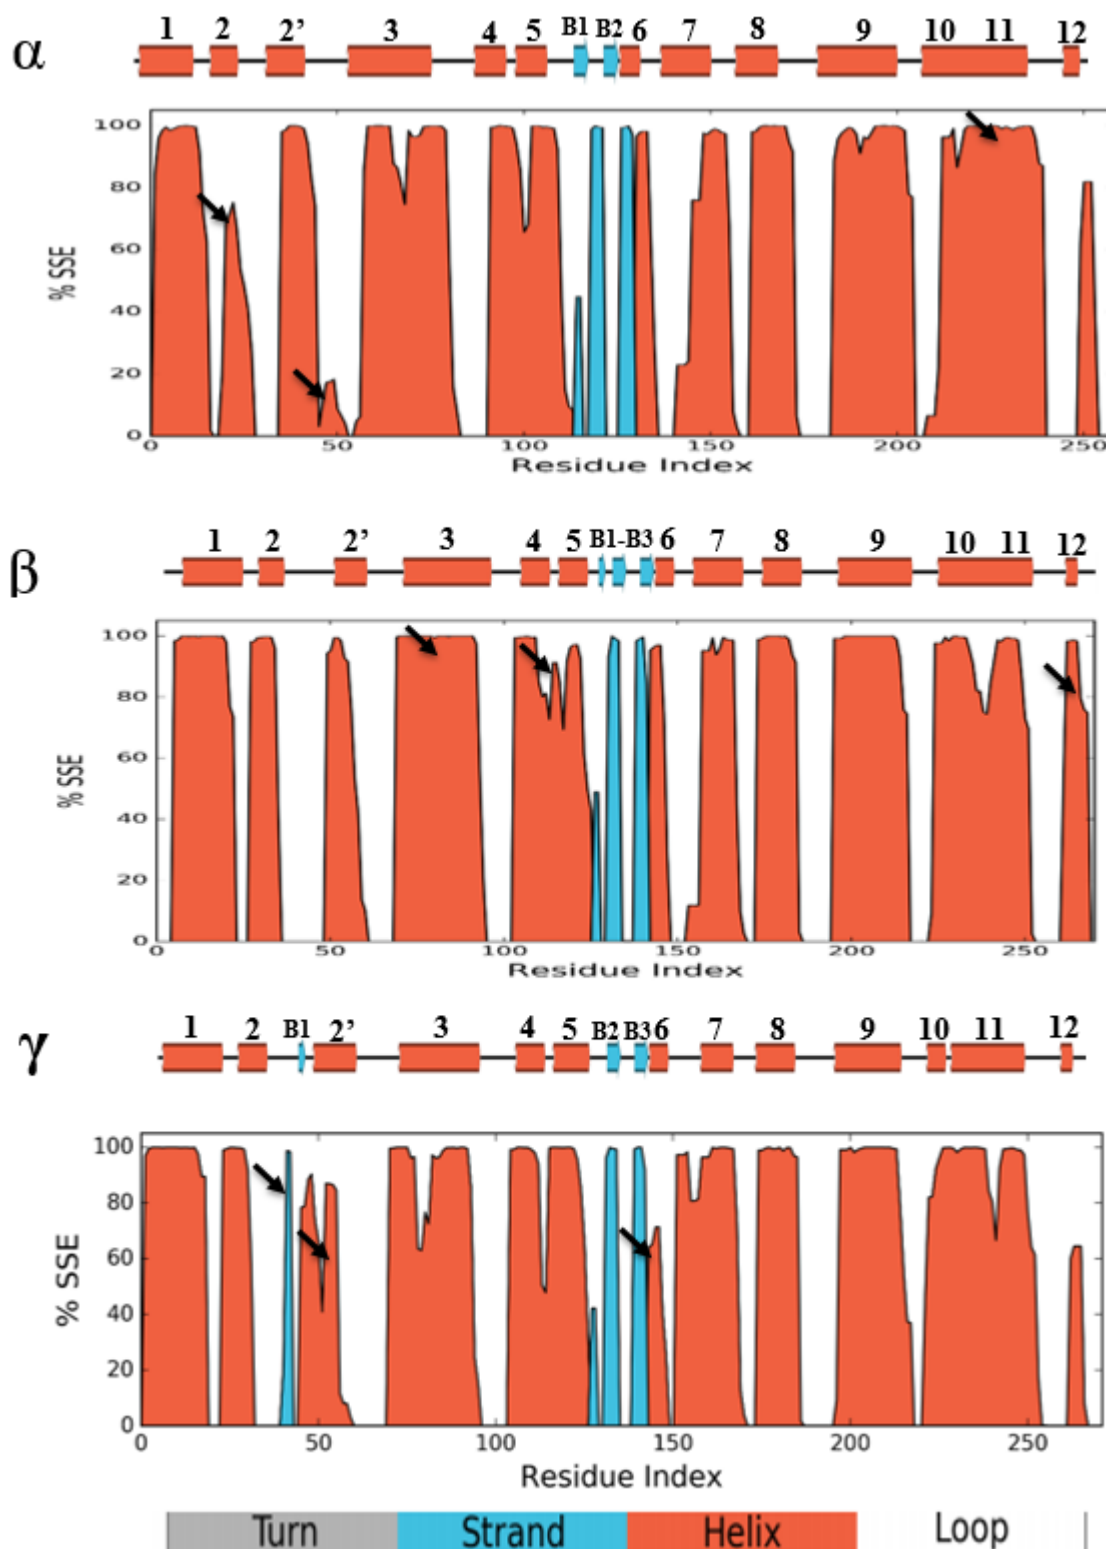 α
1 2 2' 3 4 5 B1 B2 6 7 8 9 10 11 12
100
80
60
40
20
0
% SSE
0 50 100 150 200 250
Residue Index
β
1 2 2' 3 4 5 B1-B3 6 7 8 9 10 11 12
100
80
60
40
20
0
% SSE
0 50 100 150 200 250
Residue Index
γ
1 2 B1 2' 3 4 5 B2 B3 6 7 8 9 10 11 12
100
80
60
40
20
0
% SSE
0 50 100 150 200 250
Residue Index
Turn Strand Helix Loop